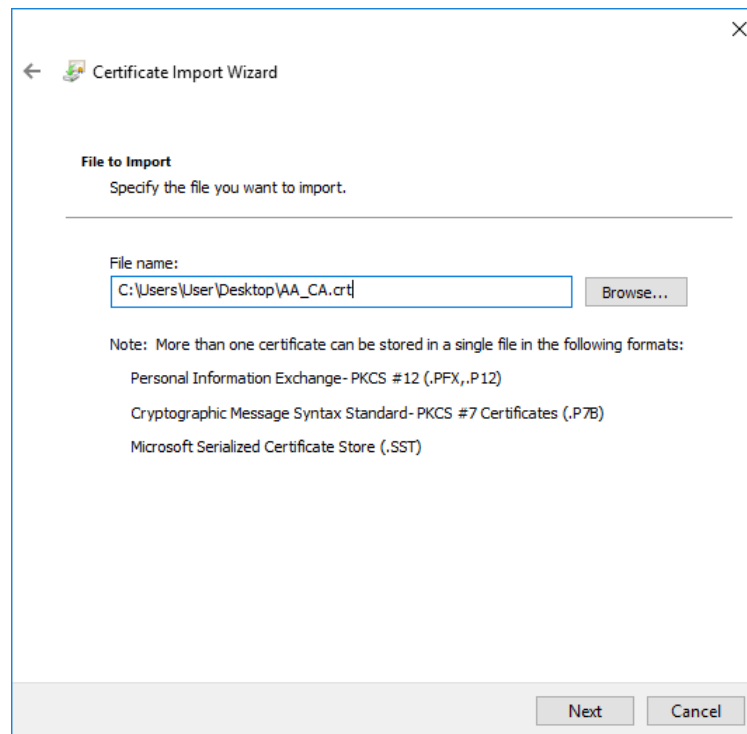 Certificate Import Wizard
File to Import
Specify the file you want to import.
File name:
C:\Users\User\Desktop\AA_CA.crt
Browse...
Note: More than one certificate can be stored in a single file in the following formats:
Personal Information Exchange- PKCS #12 (.PFX,.P12)
Cryptographic Message Syntax Standard- PKCS #7 Certificates (.P7B)
Microsoft Serialized Certificate Store (.SST)
Next
Cancel